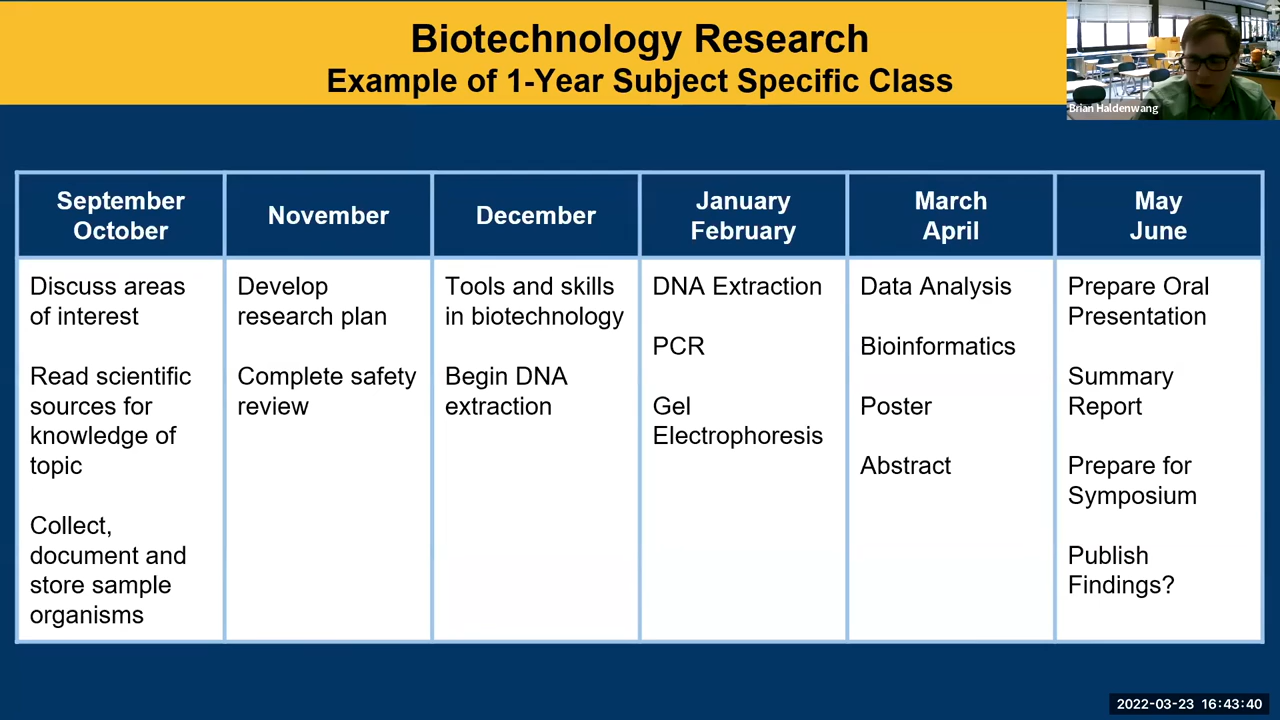 Biotechnology Research
Example of 1-Year Subject Specific Class
Brian Haldenwang
September
October
November
December
January
February
March
April
May
June
Discuss areas
of interest
Read scientific
sources for
knowledge of
topic
Collect,
document and
store sample
organisms
Develop
research plan
Complete safety
review
Tools and skills
in biotechnology
Begin DNA
extraction
DNA Extraction
PCR
Gel
Electrophoresis
Data Analysis
Bioinformatics
Poster
Abstract
Prepare Oral
Presentation
Summary
Report
Prepare for
Symposium
Publish
Findings?
2022-03-23 16:43:40